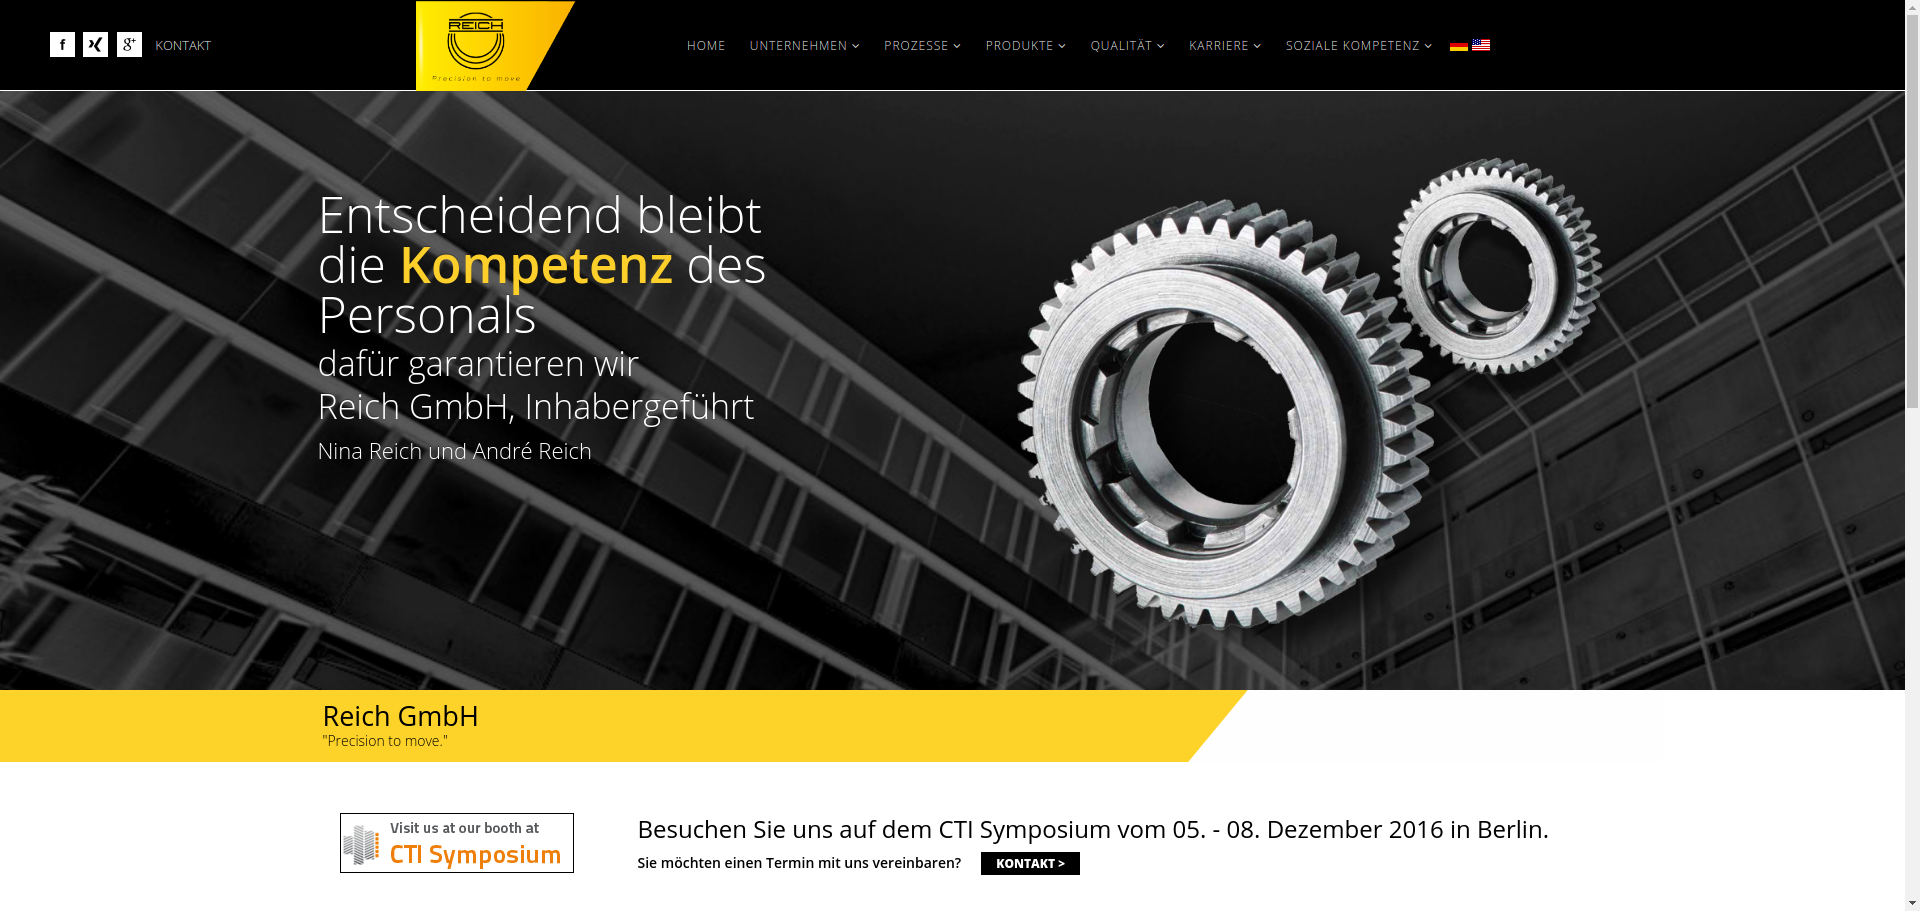 f
g+
KONTAKT
REICH
Precision to move
HOME
UNTERNEHMEN
PROZESSE
PRODUKTE
QUALITÄT
KARRIERE
SOZIALE KOMPETENZ
Entscheidend bleibt
die Kompetenz des
Personals
dafür garantieren wir
Reich GmbH, Inhabergeführt
Nina Reich und André Reich
Reich GmbH
"Precision to move."
Visit us at our booth at
CTI Symposium
Besuchen Sie uns auf dem CTI Symposium vom 05. - 08. Dezember 2016 in Berlin.
Sie möchten einen Termin mit uns vereinbaren?
KONTAKT >